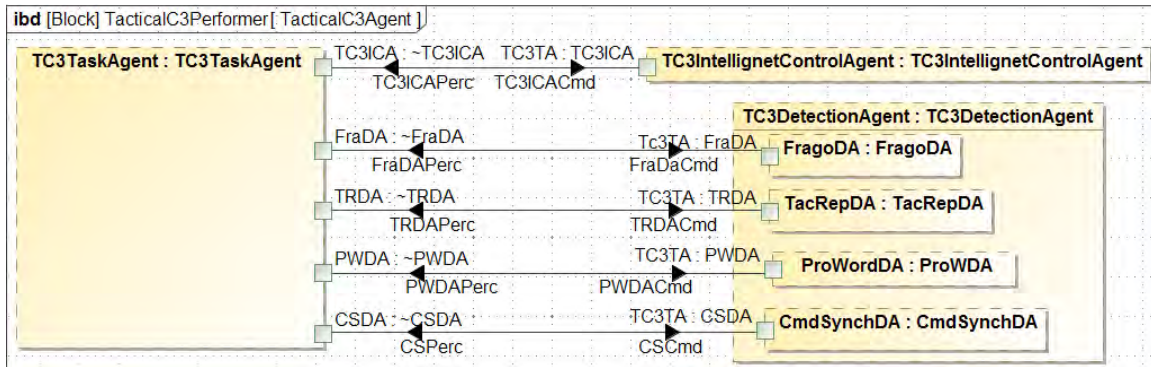 ibd [Block] TacticalC3Performer[ TacticalC3Agent ]
TC3TaskAgent : TC3TaskAgent
TC3ICA : ~TC3ICA
TC3TA : TC3ICA
TC3ICAPerc
TC3ICACmd
TC3IntellignetControlAgent : TC3IntellignetControlAgent
TC3DetectionAgent : TC3DetectionAgent
FraDA : ~FraDA
Tc3TA : FraDA
FraDAPerc
FraDaCmd
FragoDA : FragoDA
TRDA : ~TRDA
TC3TA : TRDA
TRDAPerc
TRDACmd
TacRepDA : TacRepDA
PWDA : ~PWDA
TC3TA : PWDA
PWDAPerc
PWDACmd
ProWordDA : ProWDA
CSDA : ~CSDA
TC3TA : CSDA
CSPerc
CSCmd
CmdSynchDA : CmdSynchDA